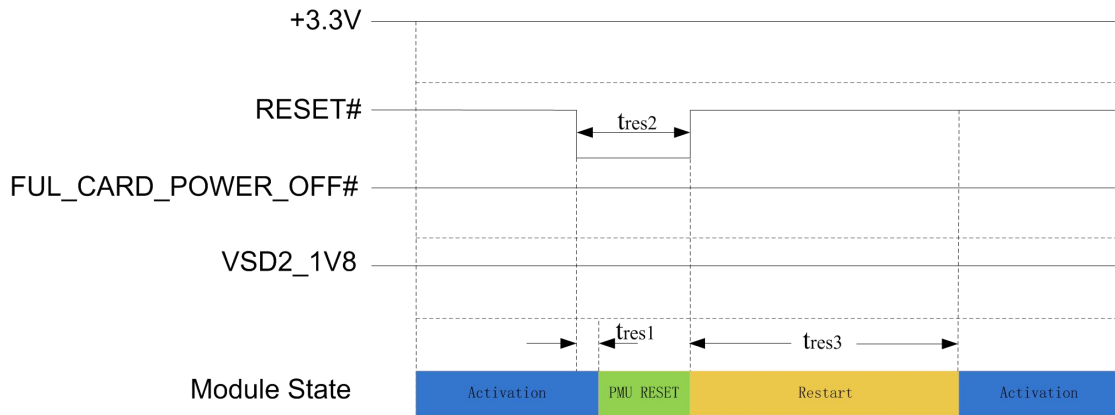 +3.3V
RESET#
tres2
FUL_CARD_POWER_OFF#
VSD2_1V8
tres1
tres3
Module State
Activation
PMU RESET
Restart
Activation